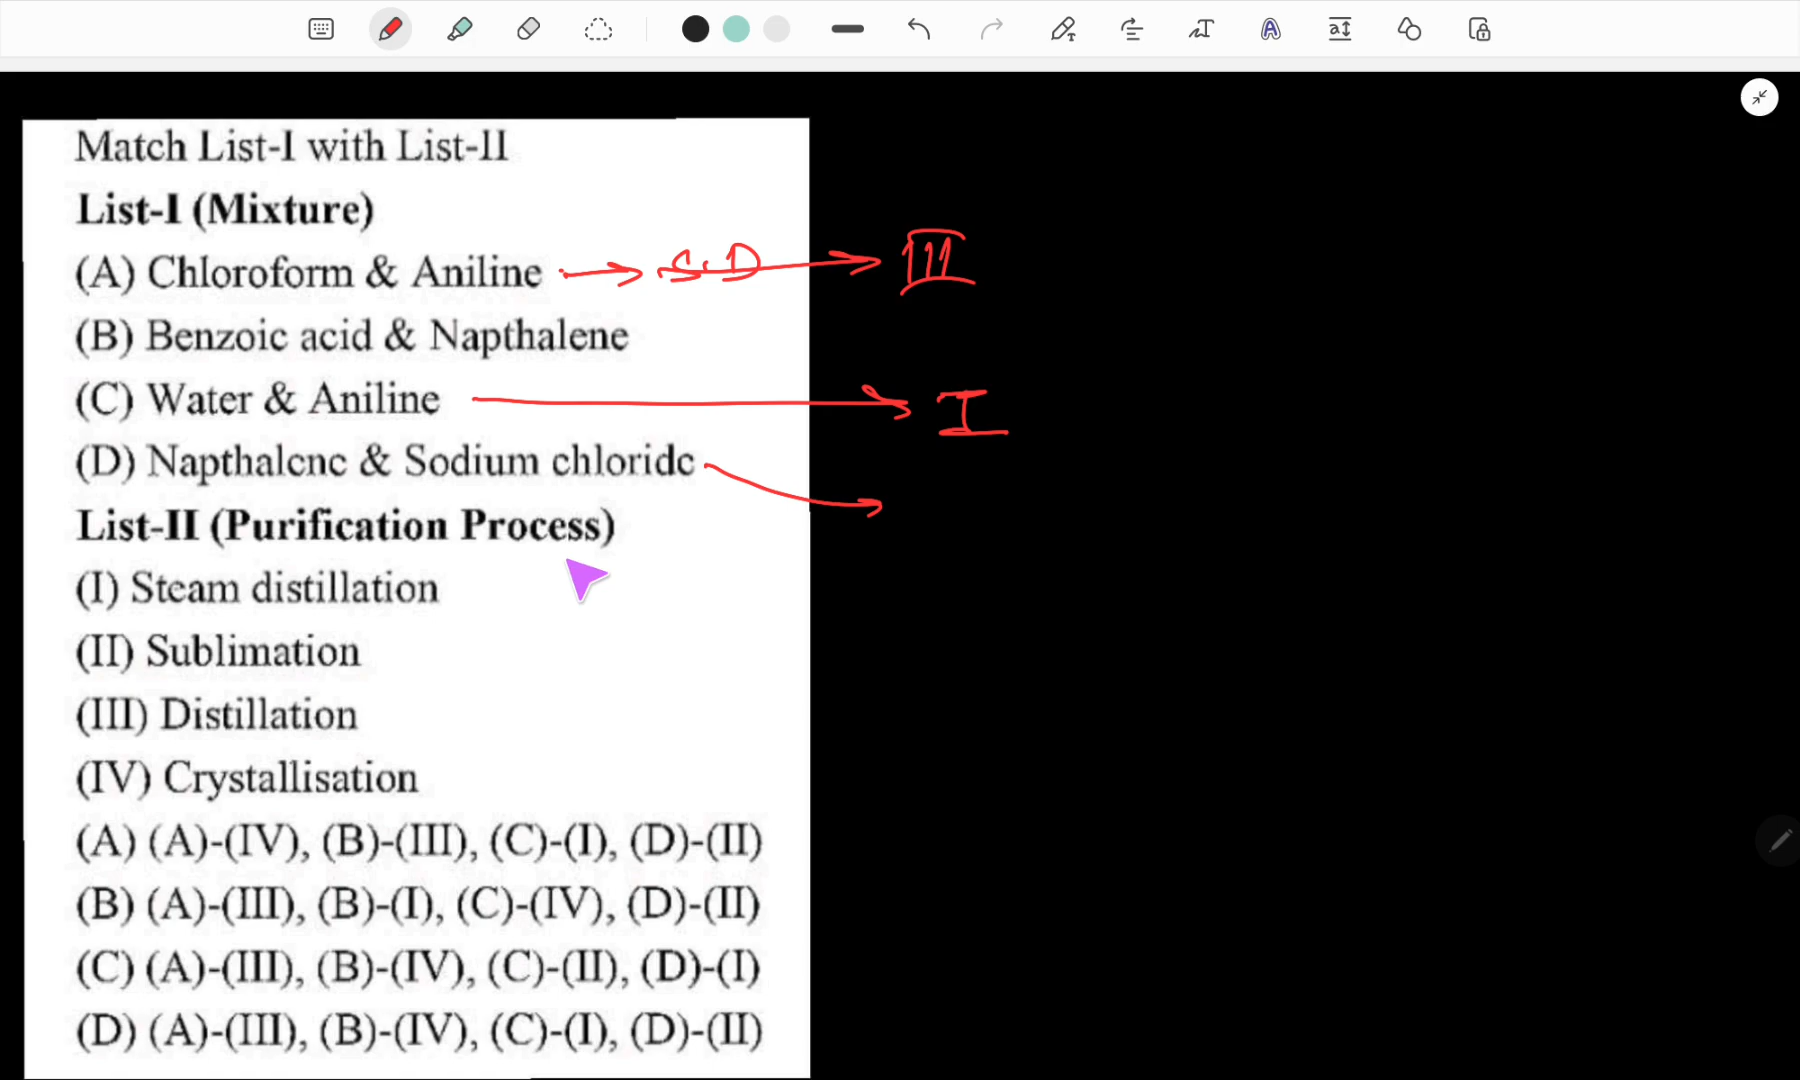 Match List-I with List-II
List-I (Mixture)
(A) Chloroform & Aniline → S.D → III
(B) Benzoic acid & Napthalene
(C) Water & Aniline → I
(D) Napthalene & Sodium chloride →
List-II (Purification Process)
(I) Steam distillation
(II) Sublimation
(III) Distillation
(IV) Crystallisation
(A) (A)-(IV), (B)-(III), (C)-(I), (D)-(II)
(B) (A)-(III), (B)-(I), (C)-(IV), (D)-(II)
(C) (A)-(III), (B)-(IV), (C)-(II), (D)-(I)
(D) (A)-(III), (B)-(IV), (C)-(I), (D)-(II)